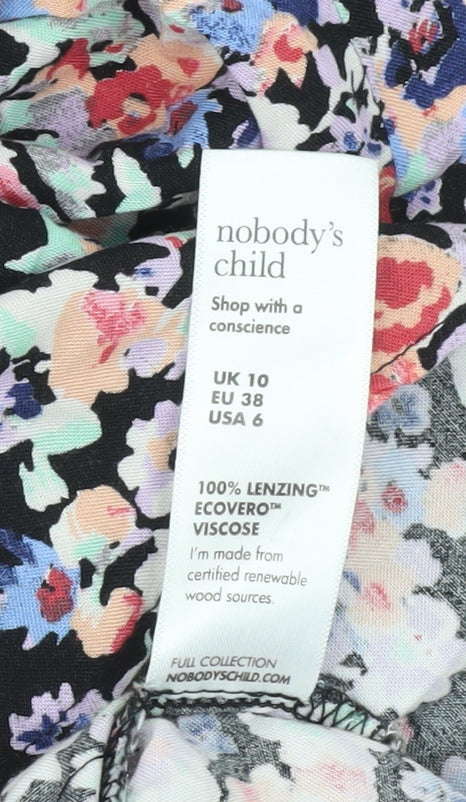 nobody's
child
Shop with a
conscience
UK 10
EU 38
USA 6
100% LENZING™
ECOVERO™
VISCOSE
I'm made from
certified renewable
wood sources.
FULL COLLECTION
NOBODYSCHILD.COM